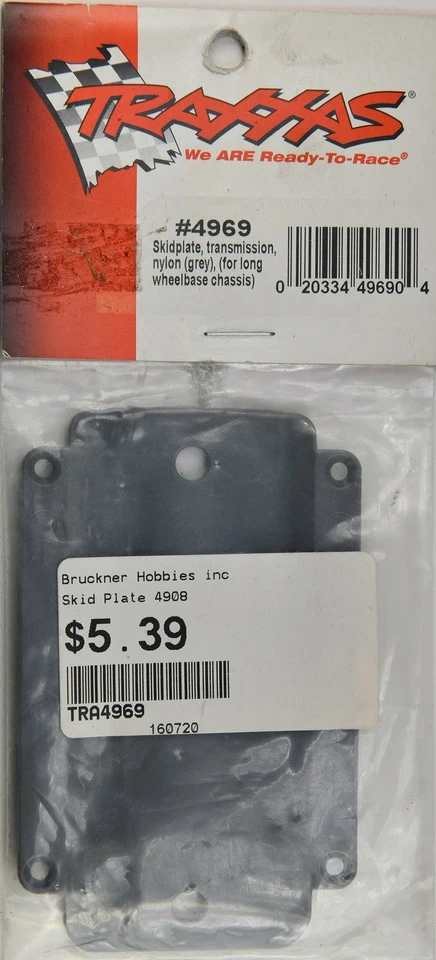 TRAXXAS®
We ARE Ready-To-Race®
#4969
Skidplate, transmission,
nylon (grey), (for long
wheelbase chassis)
0 20334 49690 4
Bruckner Hobbies inc
Skid Plate 4908
$5.39
TRA4969
160720